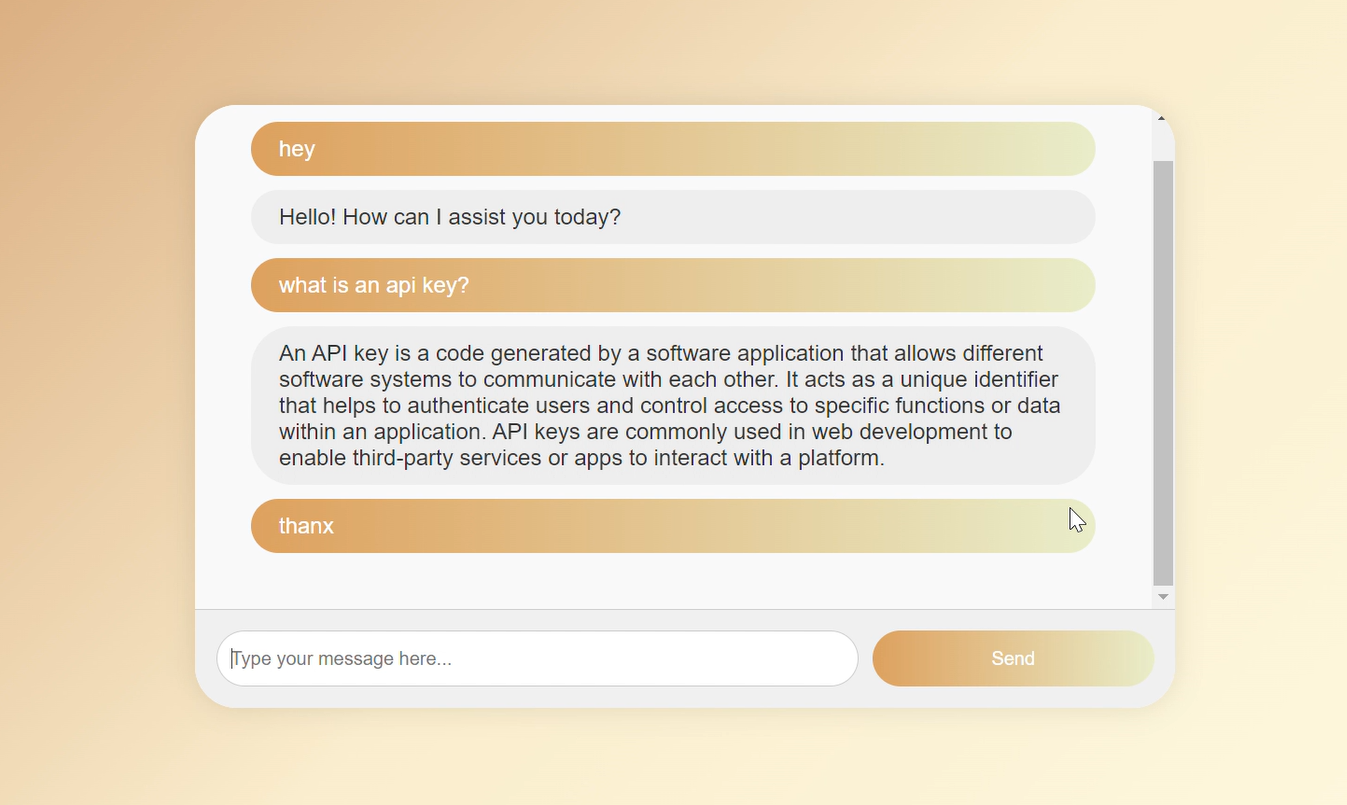 hey
Hello! How can I assist you today?
what is an api key?
An API key is a code generated by a software application that allows different
software systems to communicate with each other. It acts as a unique identifier
that helps to authenticate users and control access to specific functions or data
within an application. API keys are commonly used in web development to
enable third-party services or apps to interact with a platform.
thanx
Type your message here...
Send